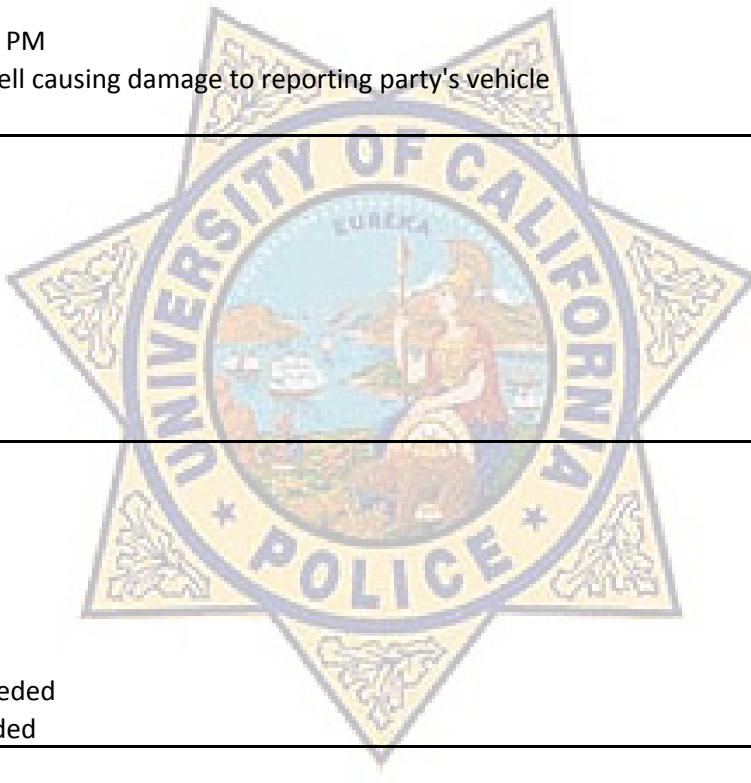 PM
ell causing damage to reporting party's vehicle
UNIVERSITY OF CALIFORNIA
EUREKA
POLICE
eded
ded